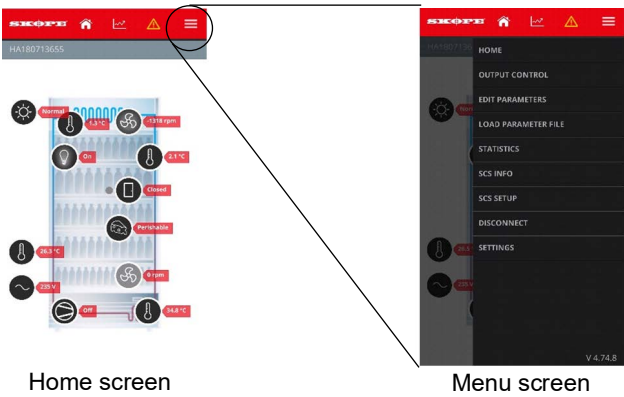 SKOPE
HA180713655
Normal
1.3 °C
-1318 rpm
On
2.1 °C
Closed
Perishable
26.3 °C
0 rpm
235 V
Off
34.8 °C
Home screen
SKOPE
HA180713655
HOME
OUTPUT CONTROL
EDIT PARAMETERS
LOAD PARAMETER FILE
STATISTICS
SCS INFO
SCS SETUP
DISCONNECT
SETTINGS
235 V
V 4.74.8
Menu screen